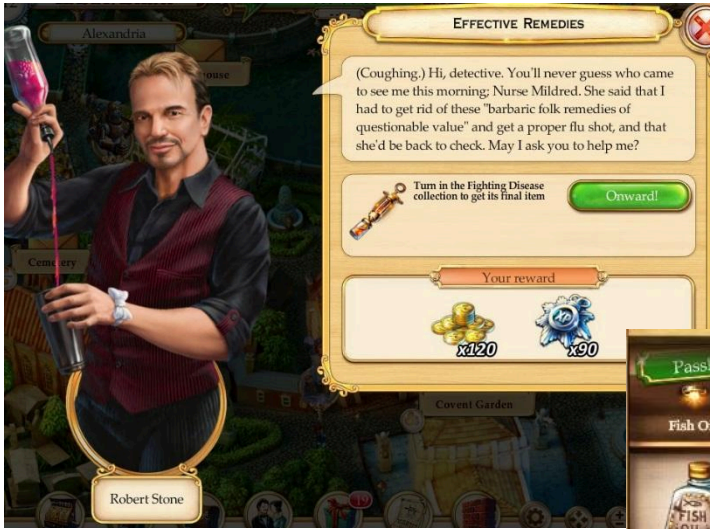 Alexandria
EFFECTIVE REMEDIES
(Coughing.) Hi, detective. You'll never guess who came
to see me this morning; Nurse Mildred. She said that I
had to get rid of these "barbaric folk remedies of
questionable value" and get a proper flu shot, and that
she'd be back to check. May I ask you to help me?
Turn in the Fighting Disease
collection to get its final item
Onward!
Cemetery
Your reward
XP
x120
x90
Covent Garden
Fish
FISH
Robert Stone
19